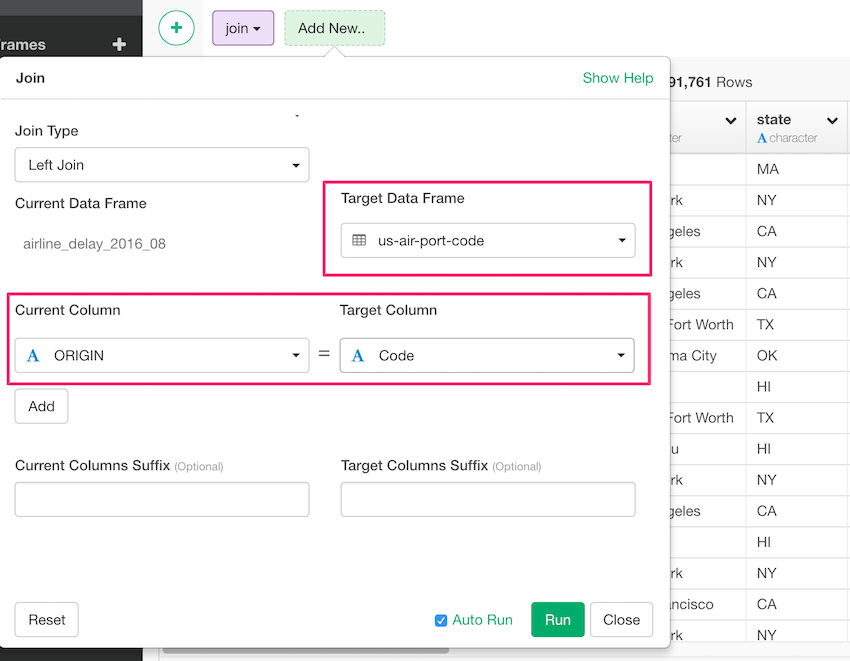 rames +
+ join Add New..
Join Show Help
91,761 Rows
Join Type
Left Join
Current Data Frame Target Data Frame
airline_delay_2016_08 us-air-port-code
Current Column Target Column
A ORIGIN = A Code
Add
Current Columns Suffix (Optional) Target Columns Suffix (Optional)
Reset Auto Run Run Close
state
ter A character
MA
rk NY
geles CA
rk NY
geles CA
Fort Worth TX
ma City OK
HI
Fort Worth TX
u HI
rk NY
geles CA
HI
rk NY
ncisco CA
rk NY